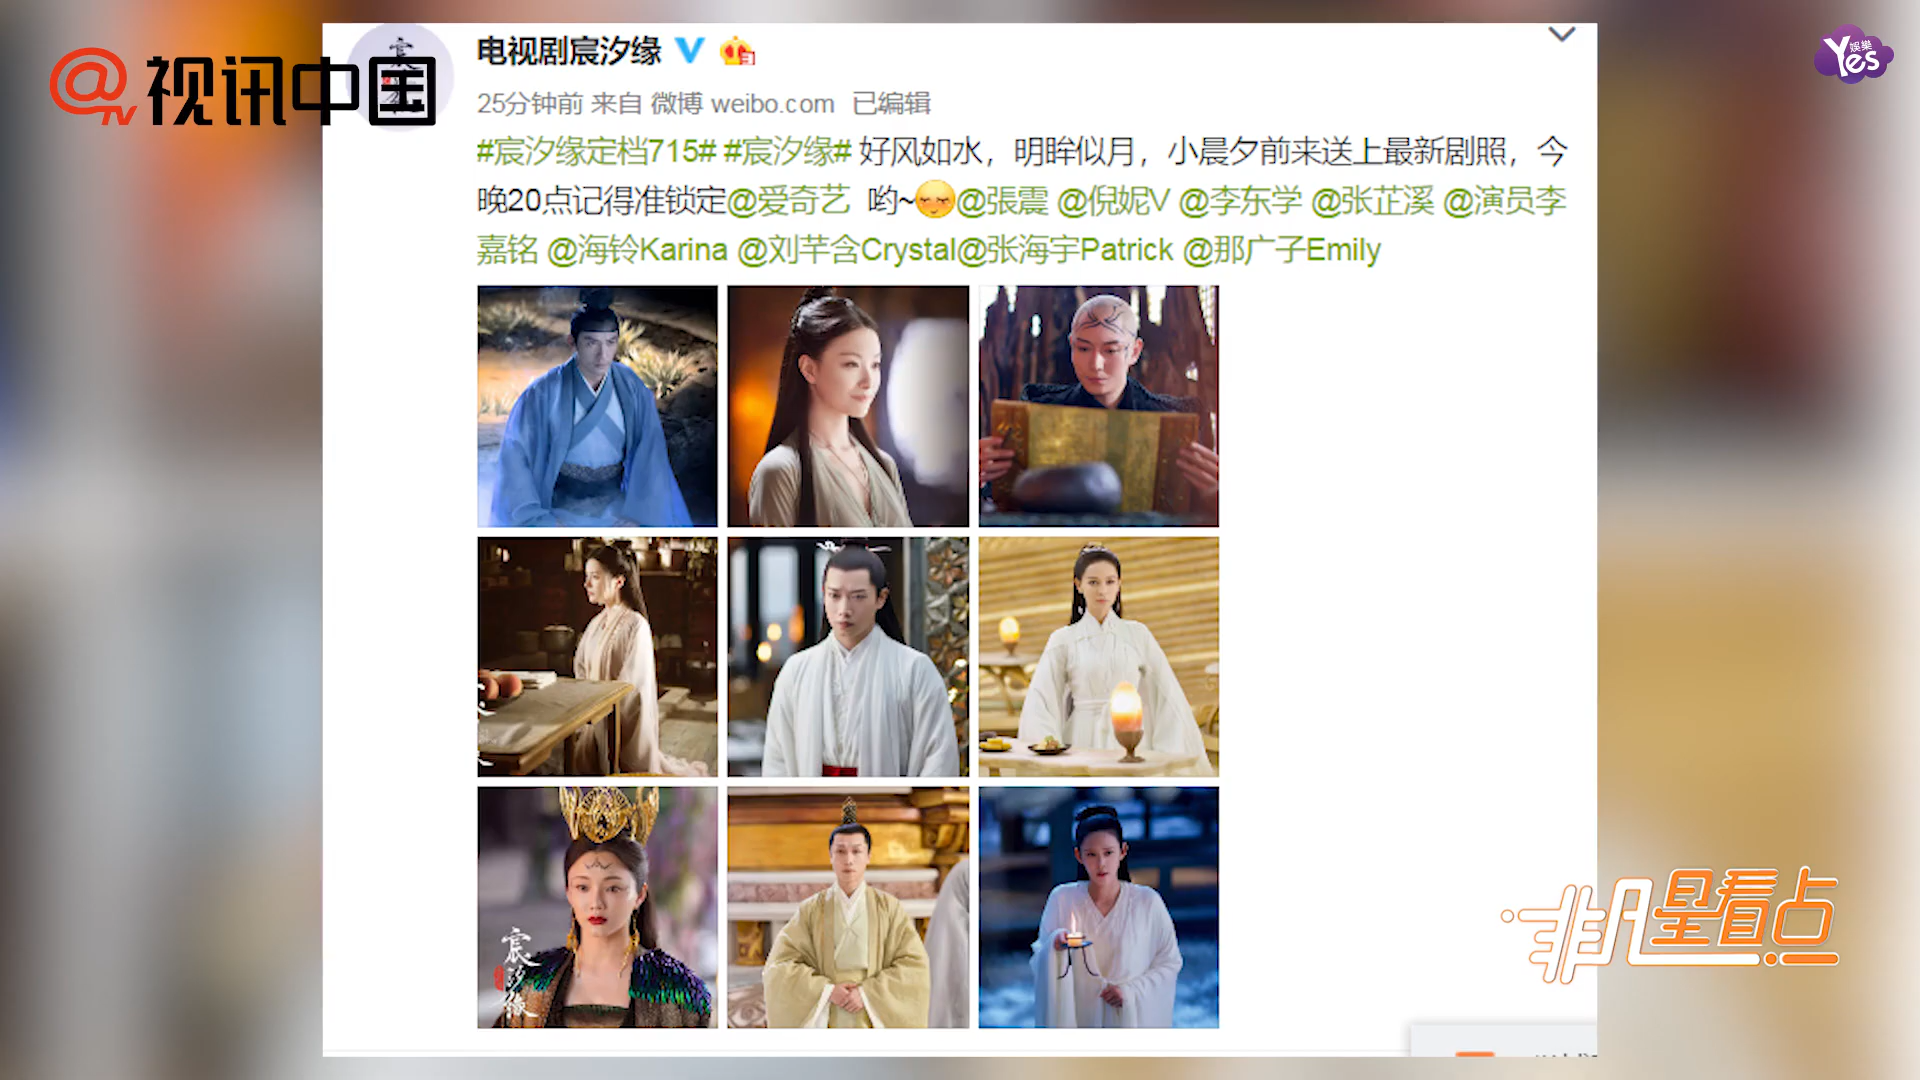 @TV 视讯中国
Yes 娱樂
电视剧宸汐缘
25分钟前 来自 微博 weibo.com 已编辑
#宸汐缘定档715# #宸汐缘# 好风如水，明眸似月，小晨夕前来送上最新剧照，今
晚20点记得准锁定@爱奇艺 哟~@張震 @倪妮V @李东学 @张芷溪 @演员李
嘉铭 @海铃Karina @刘芊含Crystal@张海宇Patrick @那广子Emily
宸汐缘
非凡星看点